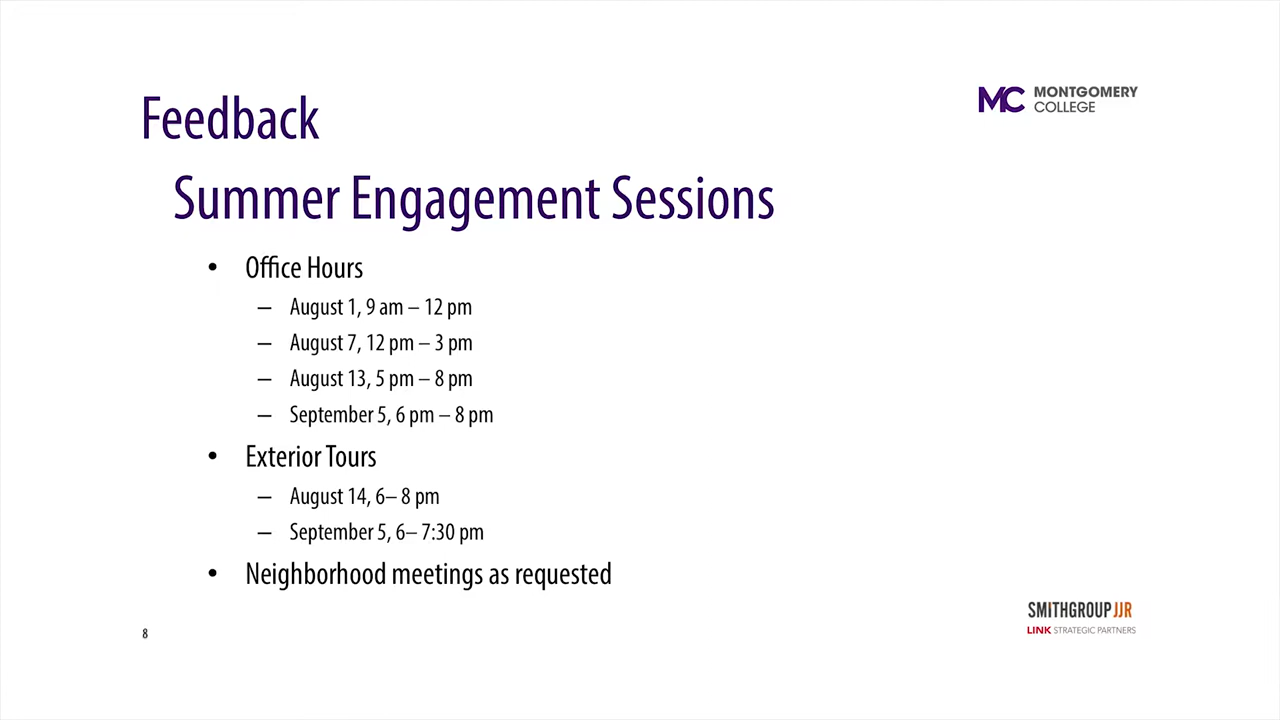 Feedback
MC MONTGOMERY
COLLEGE
Summer Engagement Sessions
• Office Hours
– August 1, 9 am – 12 pm
– August 7, 12 pm – 3 pm
– August 13, 5 pm – 8 pm
– September 5, 6 pm – 8 pm
• Exterior Tours
– August 14, 6– 8 pm
– September 5, 6– 7:30 pm
• Neighborhood meetings as requested
SMITHGROUP JJR
LINK STRATEGIC PARTNERS
8